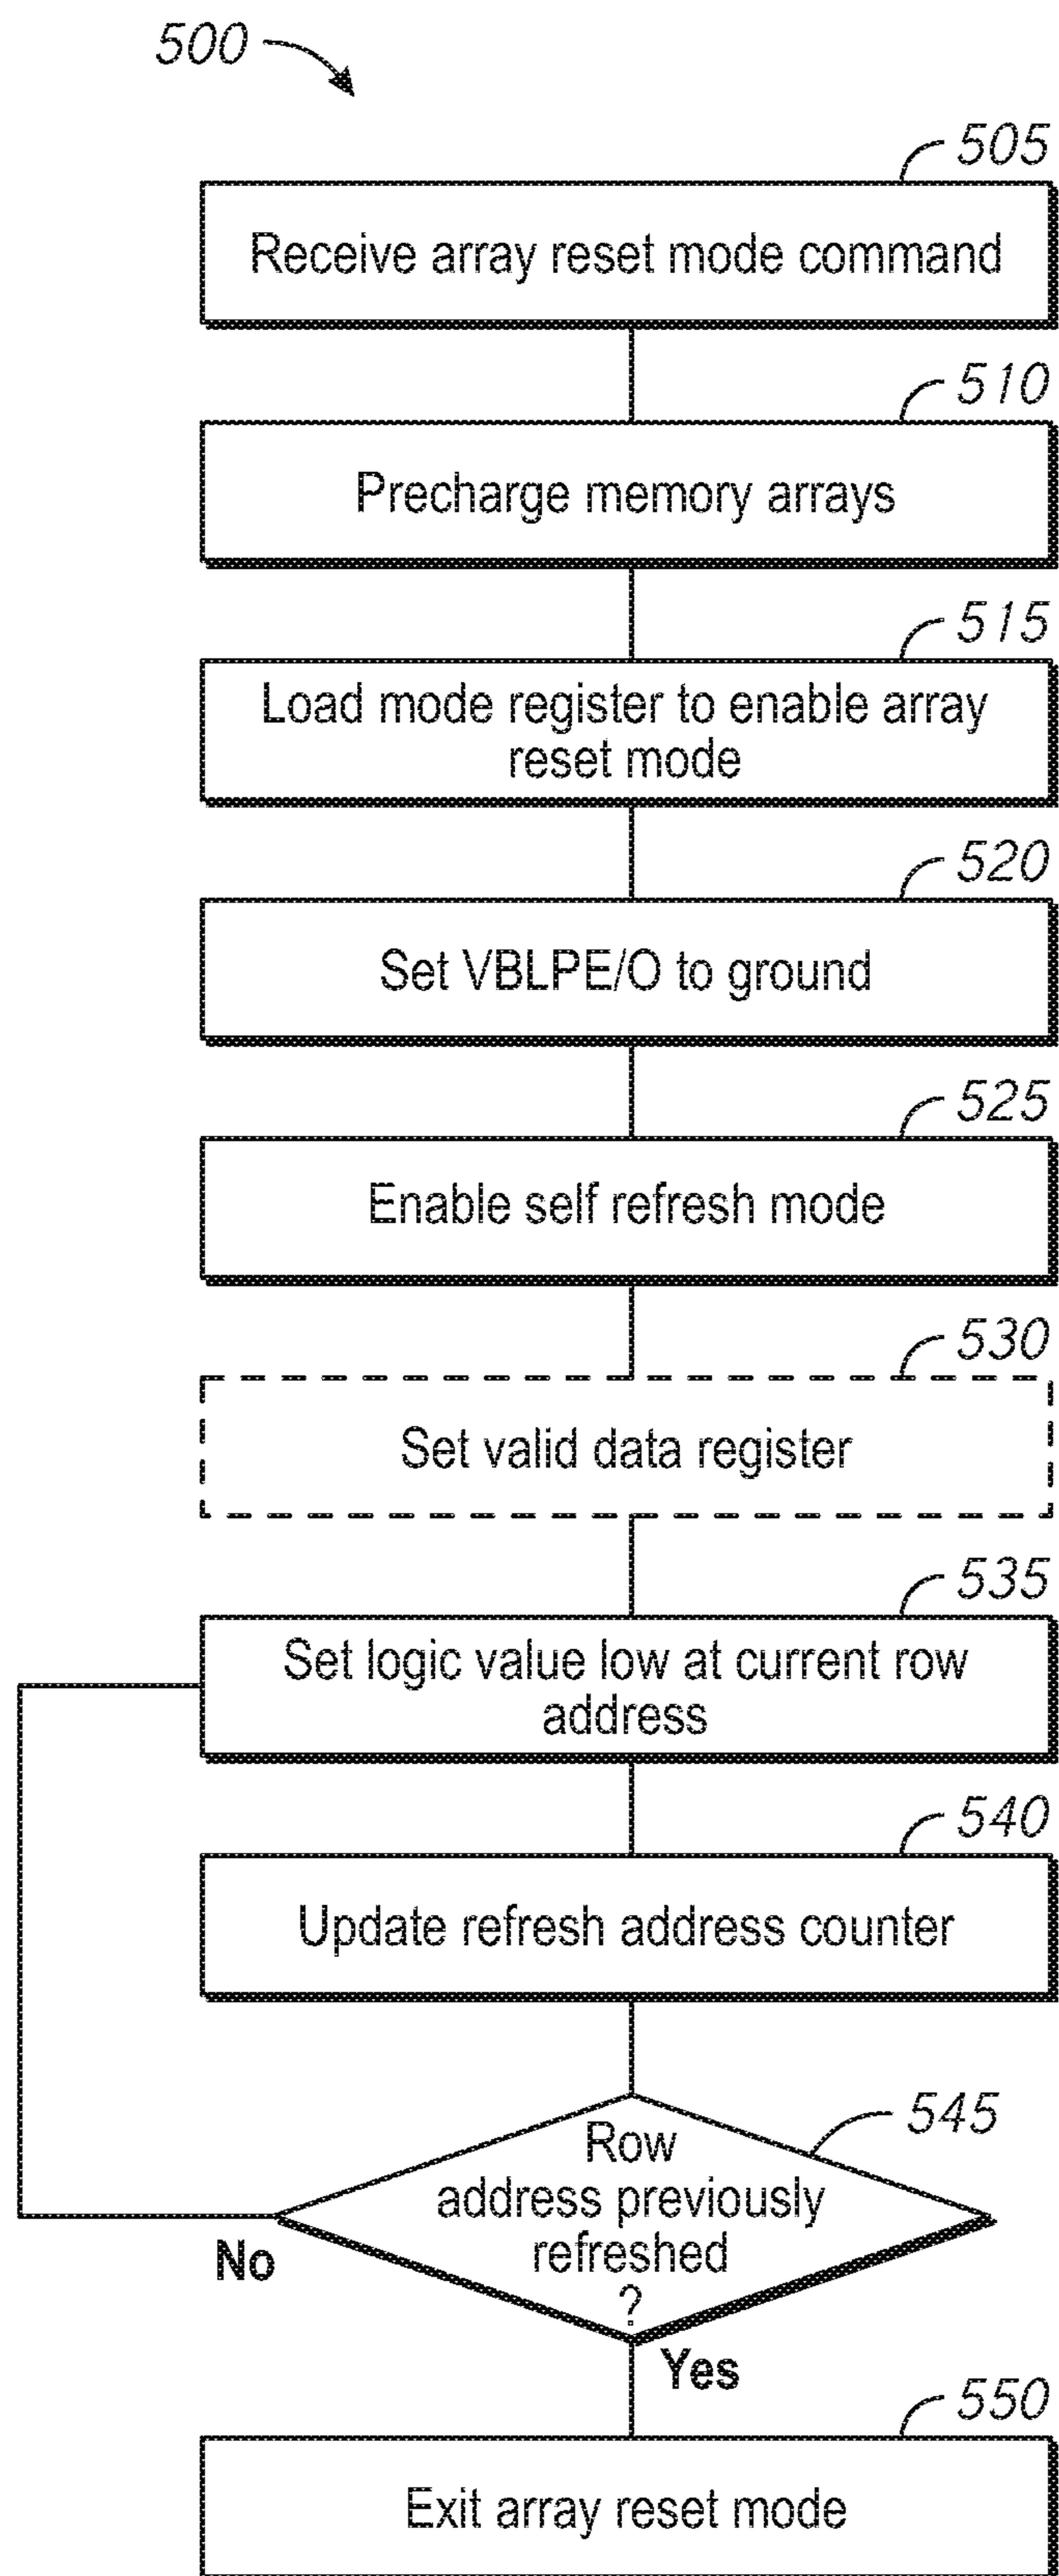 500
505
Receive array reset mode command
510
Precharge memory arrays
515
Load mode register to enable array
reset mode
520
Set VBLPE/O to ground
525
Enable self refresh mode
530
Set valid data register
535
Set logic value low at current row
address
540
Update refresh address counter
545
Row
address previously
refreshed
?
No
Yes
550
Exit array reset mode